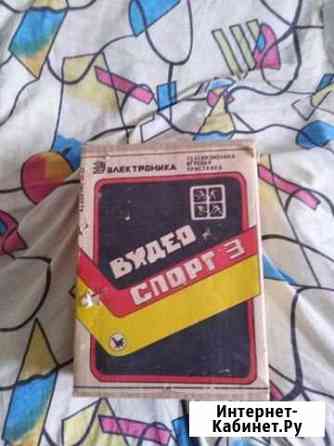 ЭЛЕКТРОНИКА
ТЕЛЕВИЗИОННАЯ
ИГРОВАЯ
ПРИСТАВКА
ВИДЕО
СПОРТ 3
Интернет-
Кабинет.Ру